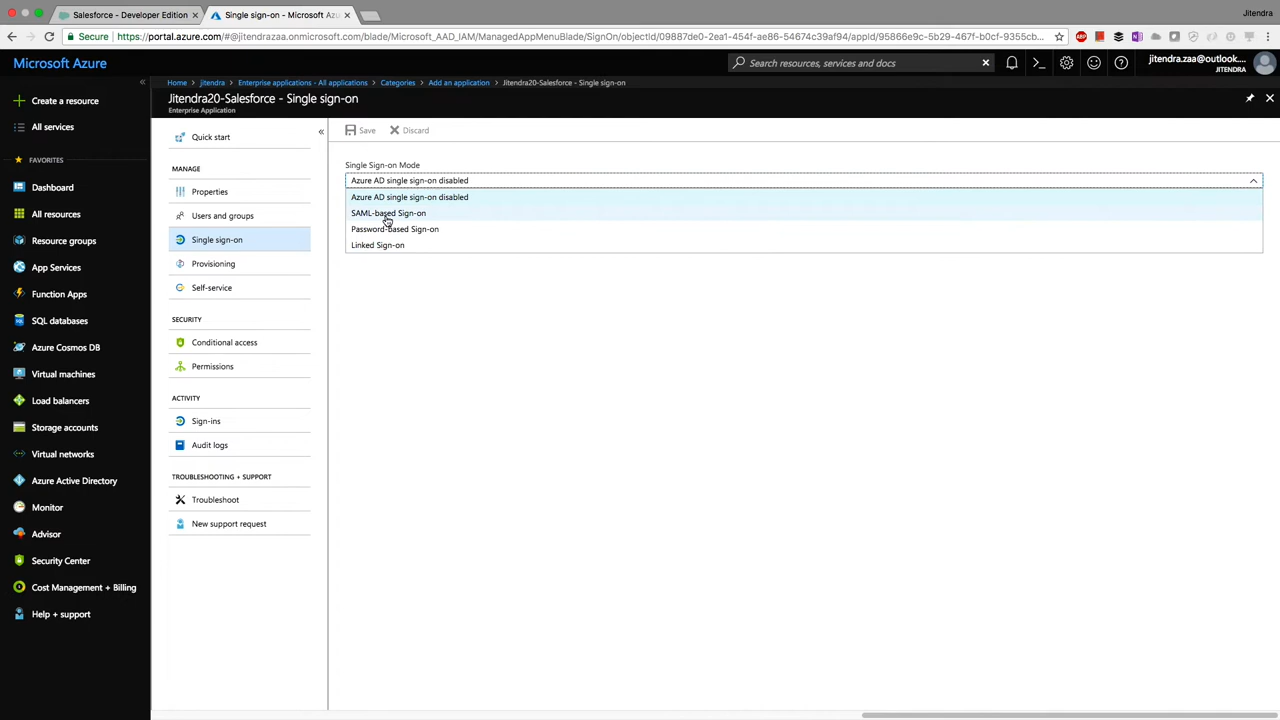 Salesforce - Developer Edition
Single sign-on - Microsoft Azu
Jitendra
Secure
https://portal.azure.com/#@jitendrazaa.onmicrosoft.com/blade/Microsoft_AAD_IAM/ManagedAppMenuBlade/SignOn/objectId/09887de0-2ea1-454f-ae86-54674c39af94/appId/95866e9c-5b29-467f-b0cf-9355cb...
Microsoft Azure
Search resources, services and docs
jitendra.zaa@outlook....
JITENDRA
Home
jitendra
Enterprise applications - All applications
Categories
Add an application
Jitendra20-Salesforce - Single sign-on
Jitendra20-Salesforce - Single sign-on
Enterprise Application
Create a resource
All services
FAVORITES
Dashboard
All resources
Resource groups
App Services
Function Apps
SQL databases
Azure Cosmos DB
Virtual machines
Load balancers
Storage accounts
Virtual networks
Azure Active Directory
Monitor
Advisor
Security Center
Cost Management + Billing
Help + support
Quick start
MANAGE
Properties
Users and groups
Single sign-on
Provisioning
Self-service
SECURITY
Conditional access
Permissions
ACTIVITY
Sign-ins
Audit logs
TROUBLESHOOTING + SUPPORT
Troubleshoot
New support request
Save
Discard
Single Sign-on Mode
Azure AD single sign-on disabled
Azure AD single sign-on disabled
SAML-based Sign-on
Password-based Sign-on
Linked Sign-on